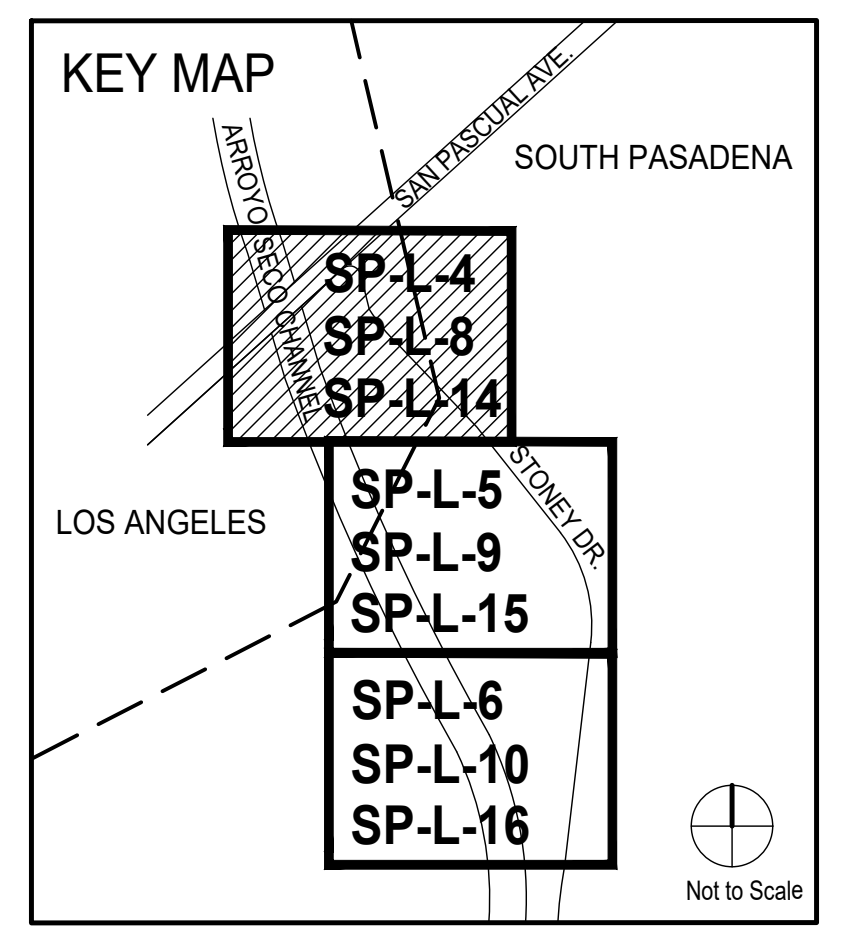 KEY MAP
SAN PASCUAL AVE.
SOUTH PASADENA
ARROYO SECO CHANNEL
SP-L-4
SP-L-8
SP-L-14
STONEY DR.
SP-L-5
LOS ANGELES
SP-L-9
SP-L-15
SP-L-6
SP-L-10
SP-L-16
Not to Scale